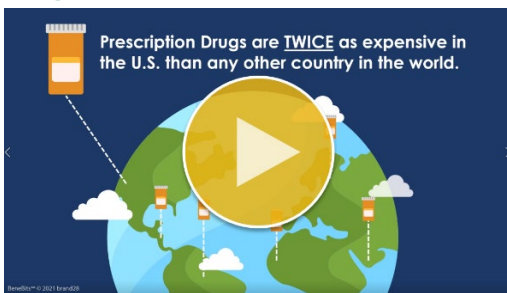 Prescription Drugs are TWICE as expensive in
the U.S. than any other country in the world.
BeneBits™ © 2021 brand28